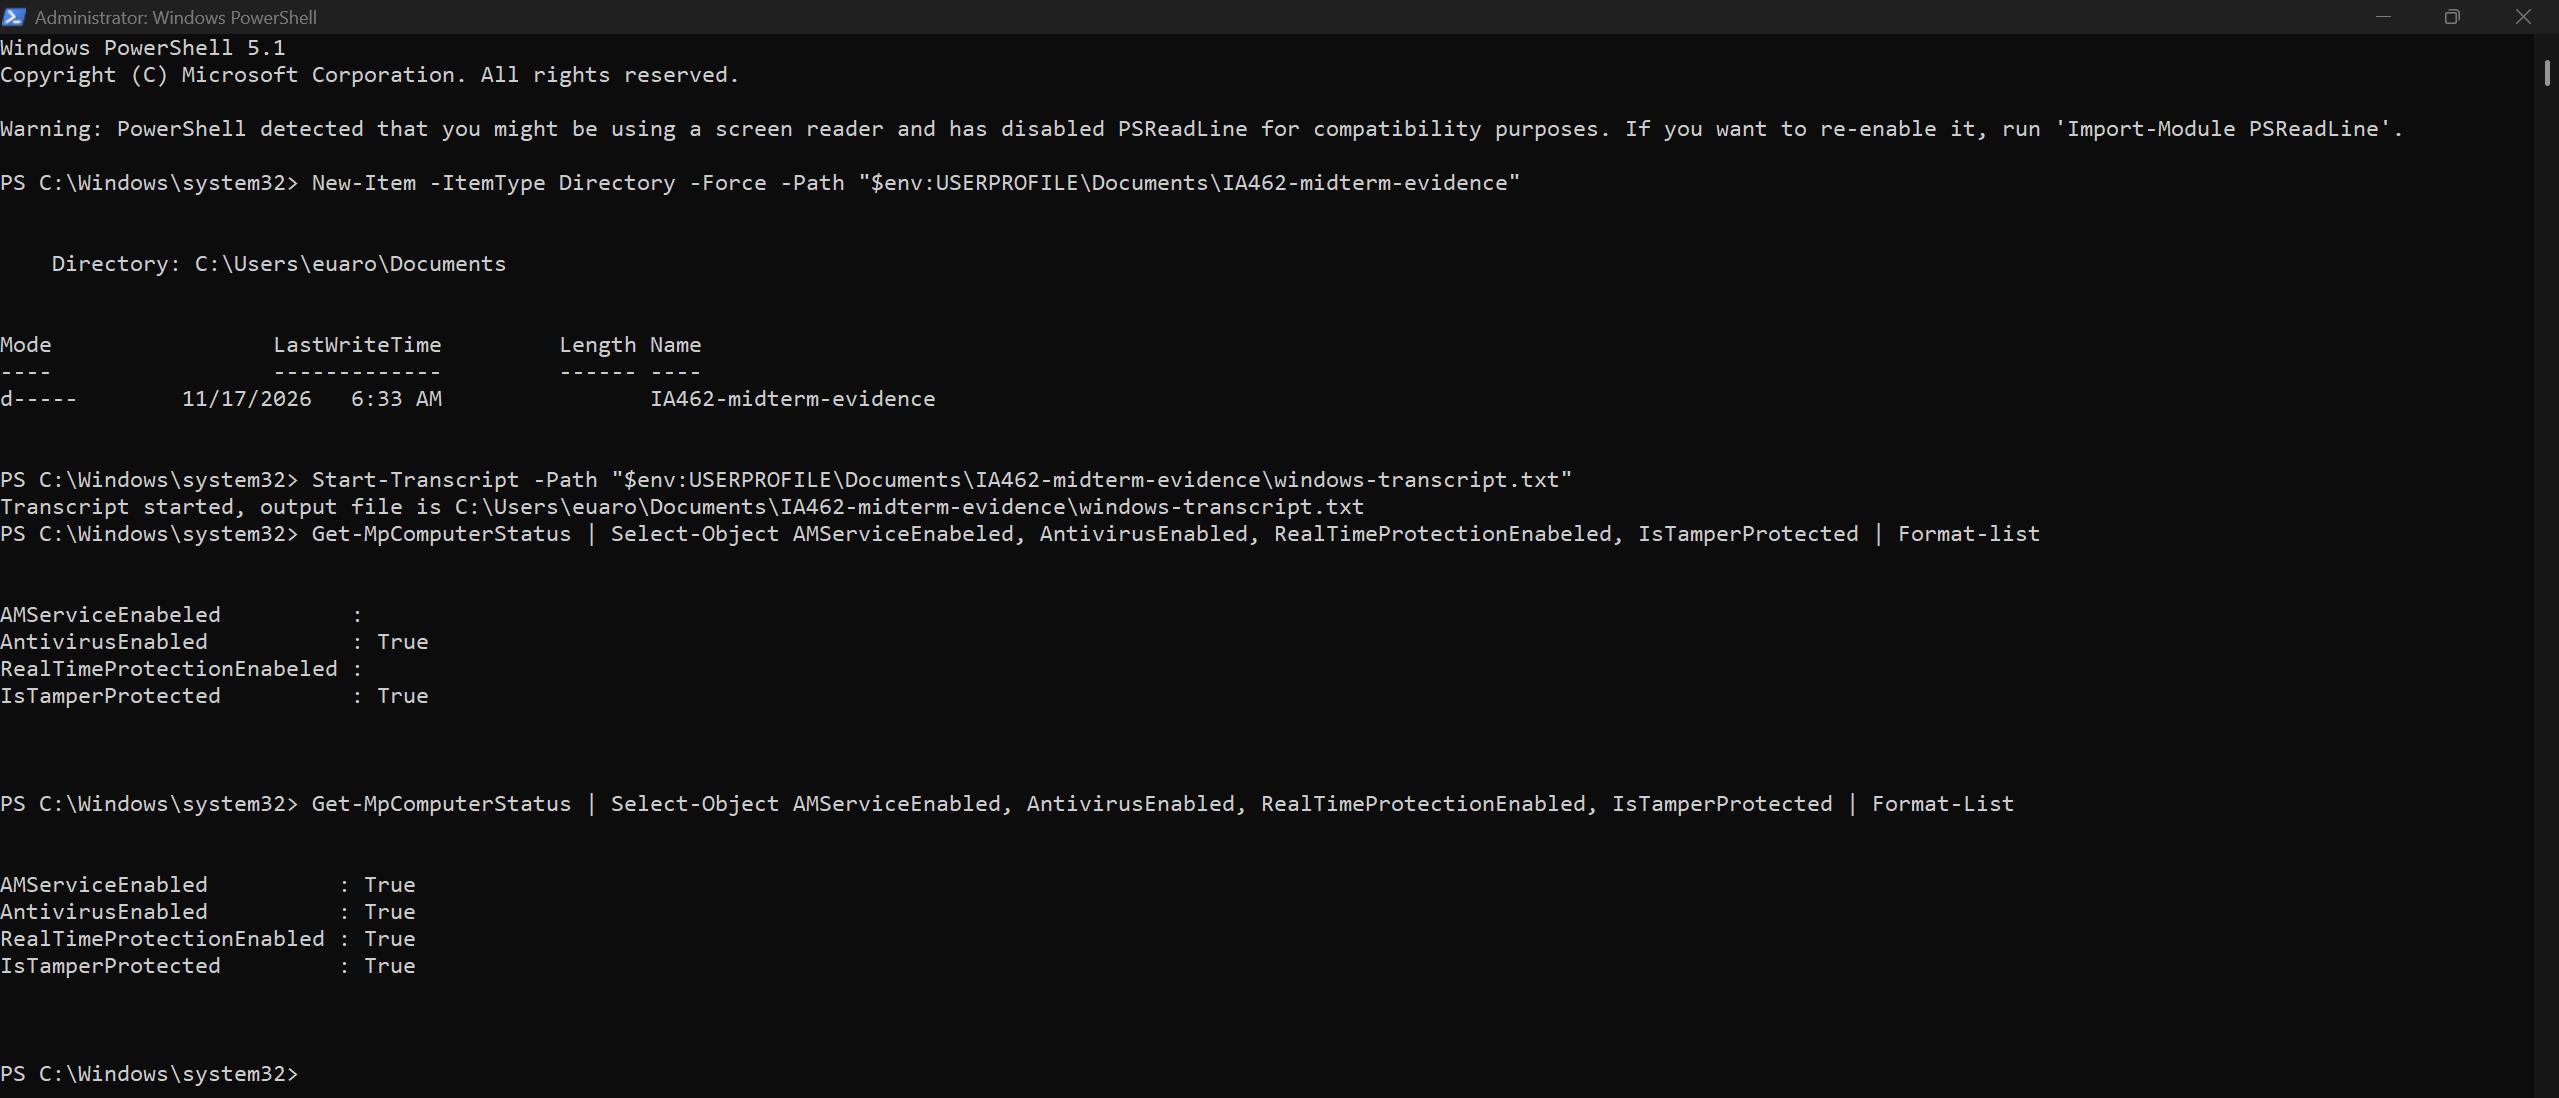 Administrator: Windows PowerShell
Windows PowerShell 5.1
Copyright (C) Microsoft Corporation. All rights reserved.
Warning: PowerShell detected that you might be using a screen reader and has disabled PSReadLine for compatibility purposes. If you want to re-enable it, run 'Import-Module PSReadLine'.
PS C:\Windows\system32> New-Item -ItemType Directory -Force -Path "$env:USERPROFILE\Documents\IA462-midterm-evidence"
    Directory: C:\Users\euaro\Documents
Mode                 LastWriteTime         Length Name
----                 -------------         ------ ----
d-----        11/17/2026   6:33 AM                IA462-midterm-evidence
PS C:\Windows\system32> Start-Transcript -Path "$env:USERPROFILE\Documents\IA462-midterm-evidence\windows-transcript.txt"
Transcript started, output file is C:\Users\euaro\Documents\IA462-midterm-evidence\windows-transcript.txt
PS C:\Windows\system32> Get-MpComputerStatus | Select-Object AMServiceEnabeled, AntivirusEnabled, RealTimeProtectionEnabeled, IsTamperProtected | Format-list
AMServiceEnabeled          :
AntivirusEnabled           : True
RealTimeProtectionEnabeled :
IsTamperProtected          : True
PS C:\Windows\system32> Get-MpComputerStatus | Select-Object AMServiceEnabled, AntivirusEnabled, RealTimeProtectionEnabled, IsTamperProtected | Format-List
AMServiceEnabled          : True
AntivirusEnabled          : True
RealTimeProtectionEnabled : True
IsTamperProtected         : True
PS C:\Windows\system32>